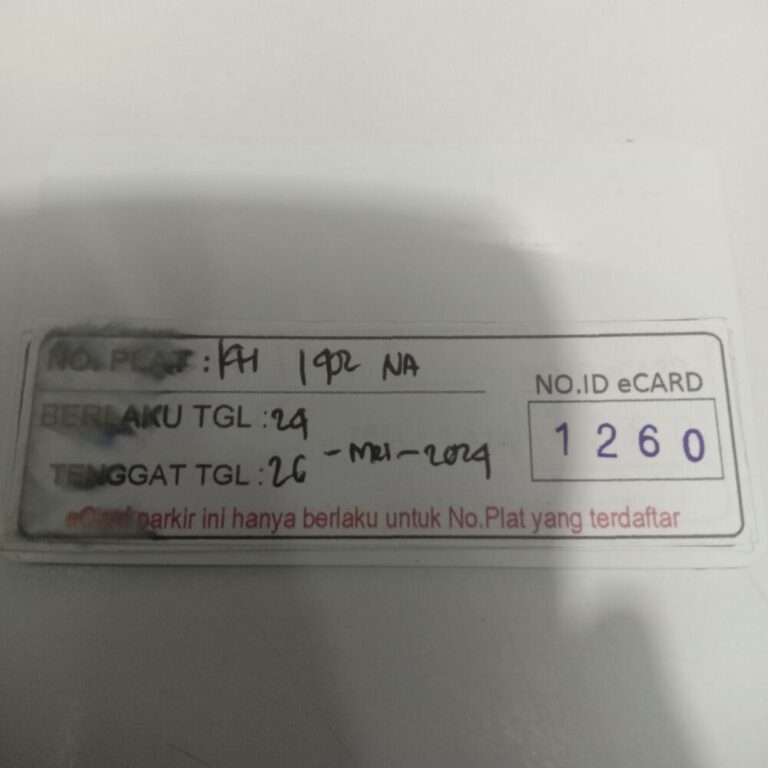 NO. PLAT : KH 1902 NA
BERLAKU TGL : 24
TENGGAT TGL : 26 - MEI - 2024
eCard parkir ini hanya berlaku untuk No.Plat yang terdaftar
NO.ID eCARD
1260